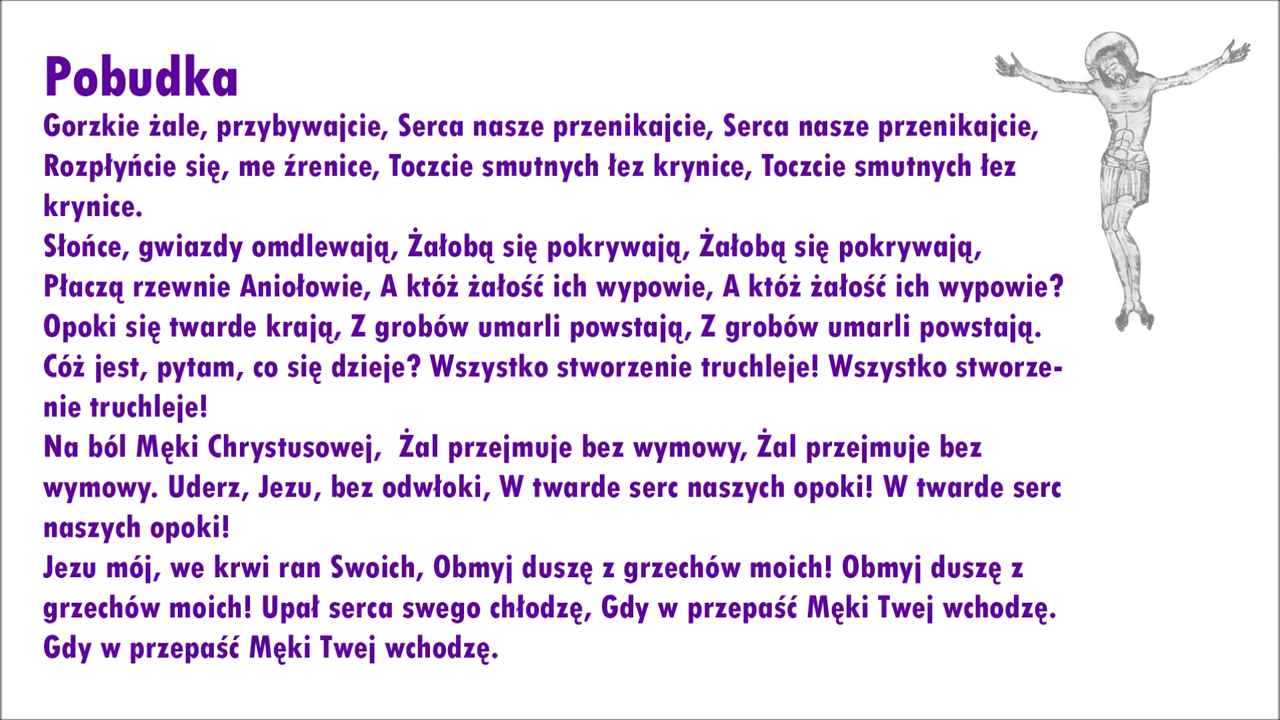 Pobudka
Gorzkie żale, przybywajcie, Serca nasze przenikajcie, Serca nasze przenikajcie,
Rozpłyńcie się, me źrenice, Toczcie smutnych łez krynice, Toczcie smutnych łez
krynice.
Słońce, gwiazdy omdlewają, Żałobą się pokrywają, Żałobą się pokrywają,
Płaczą rzewnie Aniołowie, A któż żałość ich wypowie, A któż żałość ich wypowie?
Opoki się twarde krają, Z grobów umarli powstają, Z grobów umarli powstają.
Cóż jest, pytam, co się dzieje? Wszystko stworzenie truchleje! Wszystko stworze-
nie truchleje!
Na ból Męki Chrystusowej,  Żal przejmuje bez wymowy, Żal przejmuje bez
wymowy. Uderz, Jezu, bez odwłoki, W twarde serc naszych opoki! W twarde serc
naszych opoki!
Jezu mój, we krwi ran Swoich, Obmyj duszę z grzechów moich! Obmyj duszę z
grzechów moich! Upał serca swego chłodzę, Gdy w przepaść Męki Twej wchodzę.
Gdy w przepaść Męki Twej wchodzę.